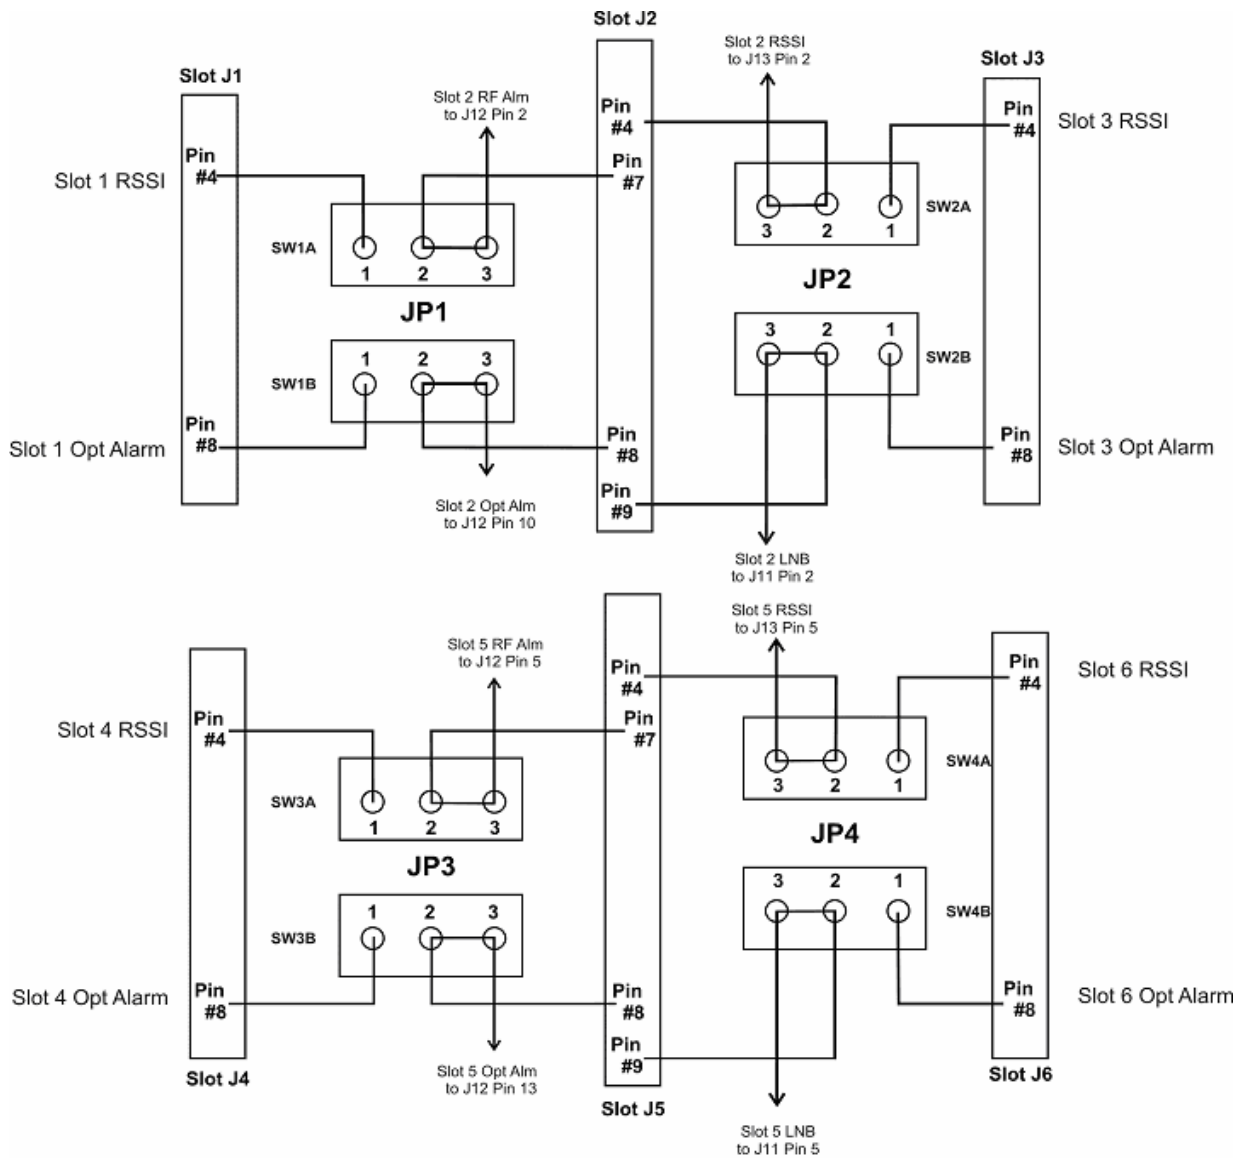 Slot J2
Slot 2 RSSI
to J13 Pin 2
Slot J1
Slot J3
Slot 2 RF Alm
to J12 Pin 2
Pin
#4
Pin
#4
Slot 3 RSSI
Pin
#4
Slot 1 RSSI
Pin
#7
SW1A
1 2 3
SW2A
3 2 1
JP1
JP2
SW1B
1 2 3
SW2B
3 2 1
Pin
#8
Slot 1 Opt Alarm
Pin
#8
Pin
#8
Slot 3 Opt Alarm
Pin
#9
Slot 2 Opt Alm
to J12 Pin 10
Slot 2 LNB
to J11 Pin 2
Slot 5 RSSI
to J13 Pin 5
Slot 5 RF Alm
to J12 Pin 5
Pin
#4
Pin
#4
Slot 6 RSSI
Pin
#4
Slot 4 RSSI
Pin
#7
SW3A
1 2 3
SW4A
3 2 1
JP3
JP4
SW3B
1 2 3
SW4B
3 2 1
Pin
#8
Slot 4 Opt Alarm
Pin
#8
Pin
#8
Slot 6 Opt Alarm
Pin
#9
Slot J4
Slot 5 Opt Alm
to J12 Pin 13
Slot J6
Slot J5
Slot 5 LNB
to J11 Pin 5